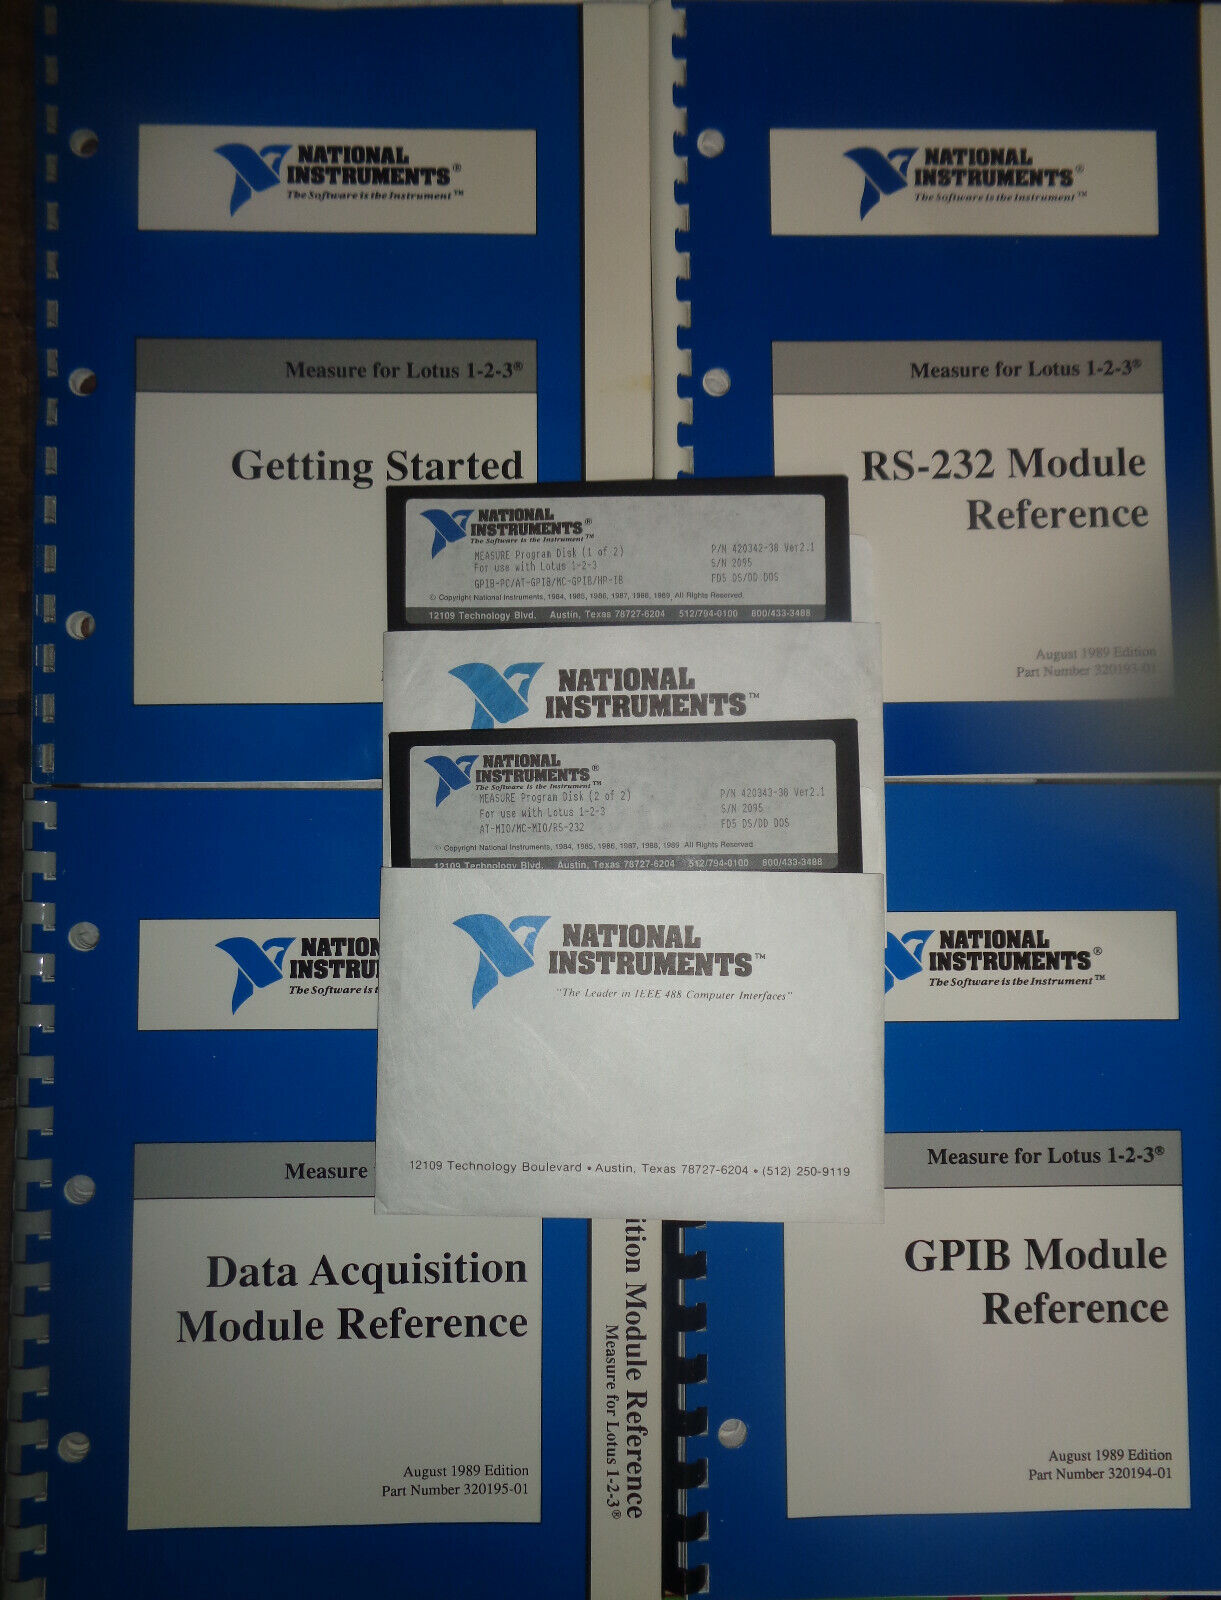 NATIONAL
INSTRUMENTS®
The Software is the Instrument™
Measure for Lotus 1-2-3®
Getting Started
NATIONAL
INSTRUMENTS®
The Software is the Instrument™
Measure for Lotus 1-2-3®
RS-232 Module
Reference
August 1989 Edition
Part Number 320193-01
NATIONAL
INSTRUMENTS®
The Software is the Instrument™
MEASURE Program Disk (1 of 2)
For use with Lotus 1-2-3
GPIB-PC/AT-GPIB/MC-GPIB/HP-IB
P/N 420342-38 Ver2.1
S/N 2095
FD5 DS/DD DOS
© Copyright National Instruments, 1984, 1985, 1986, 1987, 1988, 1989 All Rights Reserved.
12109 Technology Blvd. Austin, Texas 78727-6204 512/794-0100 800/433-3488
NATIONAL
INSTRUMENTS™
NATIONAL
INSTRUMENTS®
The Software is the Instrument™
MEASURE Program Disk (2 of 2)
For use with Lotus 1-2-3
AT-MIO/MC-MIO/RS-232
P/N 420343-38 Ver2.1
S/N 2095
FD5 DS/DD DOS
© Copyright National Instruments, 1984, 1985, 1986, 1987, 1988, 1989 All Rights Reserved
12109 Technology Blvd. Austin, Texas 78727-6204 512/794-0100 800/433-3488
NATIONAL
INSTRUMENTS™
"The Leader in IEEE 488 Computer Interfaces"
12109 Technology Boulevard • Austin, Texas 78727-6204 • (512) 250-9119
NATION
INSTRU
The Software is t
Measure
Data Acquisition
Module Reference
August 1989 Edition
Part Number 320195-01
ition Module Reference
Measure for Lotus 1-2-3®
NATIONAL
INSTRUMENTS®
The Software is the Instrument™
Measure for Lotus 1-2-3®
GPIB Module
Reference
August 1989 Edition
Part Number 320194-01